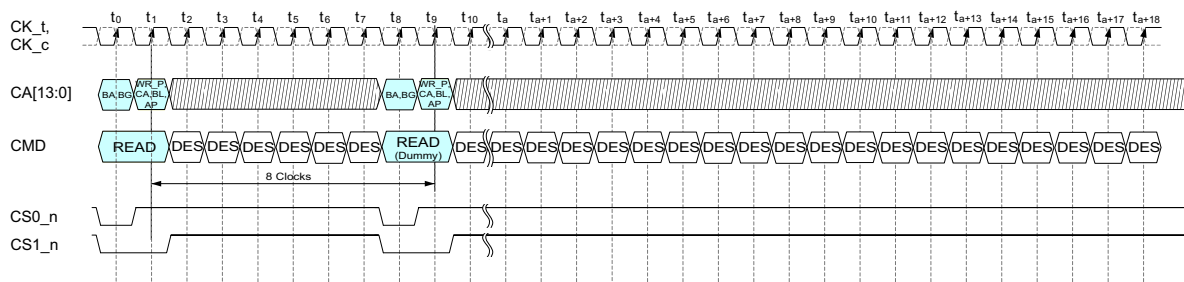 t0 t1 t2 t3 t4 t5 t6 t7 t8 t9 t10 ta ta+1 ta+2 ta+3 ta+4 ta+5 ta+6 ta+7 ta+8 ta+9 ta+10 ta+11 ta+12 ta+13 ta+14 ta+15 ta+16 ta+17 ta+18
CK_t,
CK_c
CA[13:0] BA,BG WR_P, CA,BL, AP BA,BG WR_P, CA,BL, AP
CMD READ DES DES DES DES DES DES READ (Dummy) DES DES DES DES DES DES DES DES DES DES DES DES DES DES DES DES DES DES DES DES
8 Clocks
CS0_n
CS1_n